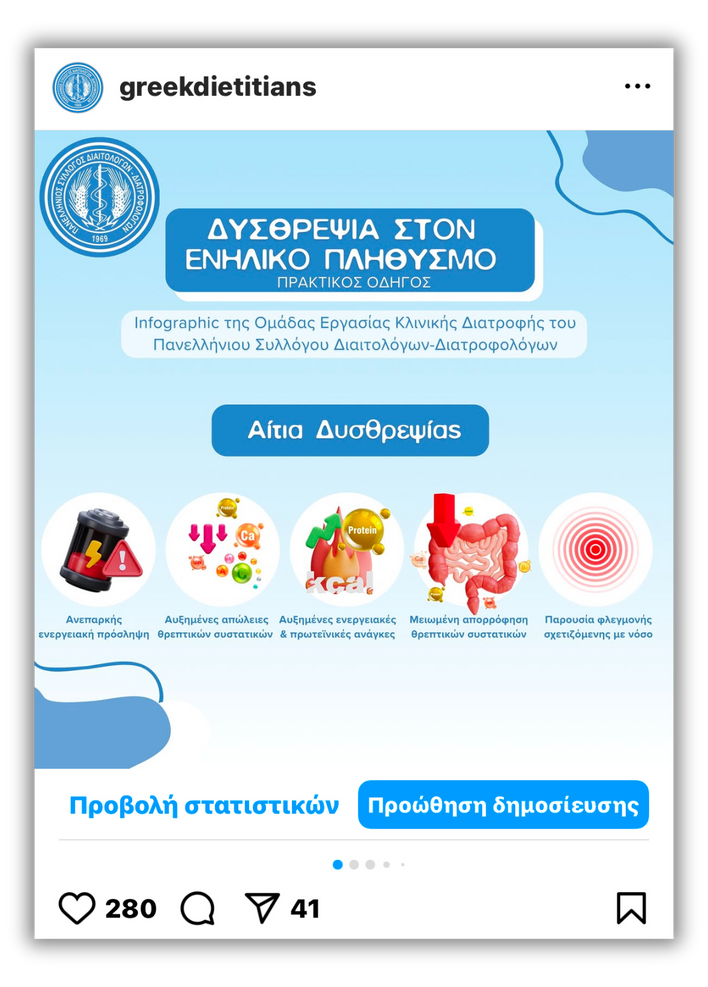 greekdietitians
ΠΑΝΕΛΛΗΝΙΟΣ ΣΥΛΛΟΓΟΣ ΔΙΑΙΤΟΛΟΓΩΝ - ΔΙΑΤΡΟΦΟΛΟΓΩΝ
1969
ΔΥΣΘΡΕΨΙΑ ΣΤΟΝ
ΕΝΗΛΙΚΟ ΠΛΗΘΥΣΜΟ
ΠΡΑΚΤΙΚΟΣ ΟΔΗΓΟΣ
Infographic της Ομάδας Εργασίας Κλινικής Διατροφής του
Πανελλήνιου Συλλόγου Διαιτολόγων-Διατροφολόγων
Αίτια Δυσθρεψίας
Protein
Ca
C
Protein
kcal
Ανεπαρκής
ενεργειακή πρόσληψη
Αυξημένες απώλειες
θρεπτικών συστατικών
Αυξημένες ενεργειακές
& πρωτεϊνικές ανάγκες
Μειωμένη απορρόφηση
θρεπτικών συστατικών
Παρουσία φλεγμονής
σχετιζόμενης με νόσο
Προβολή στατιστικών
Προώθηση δημοσίευσης
280
41